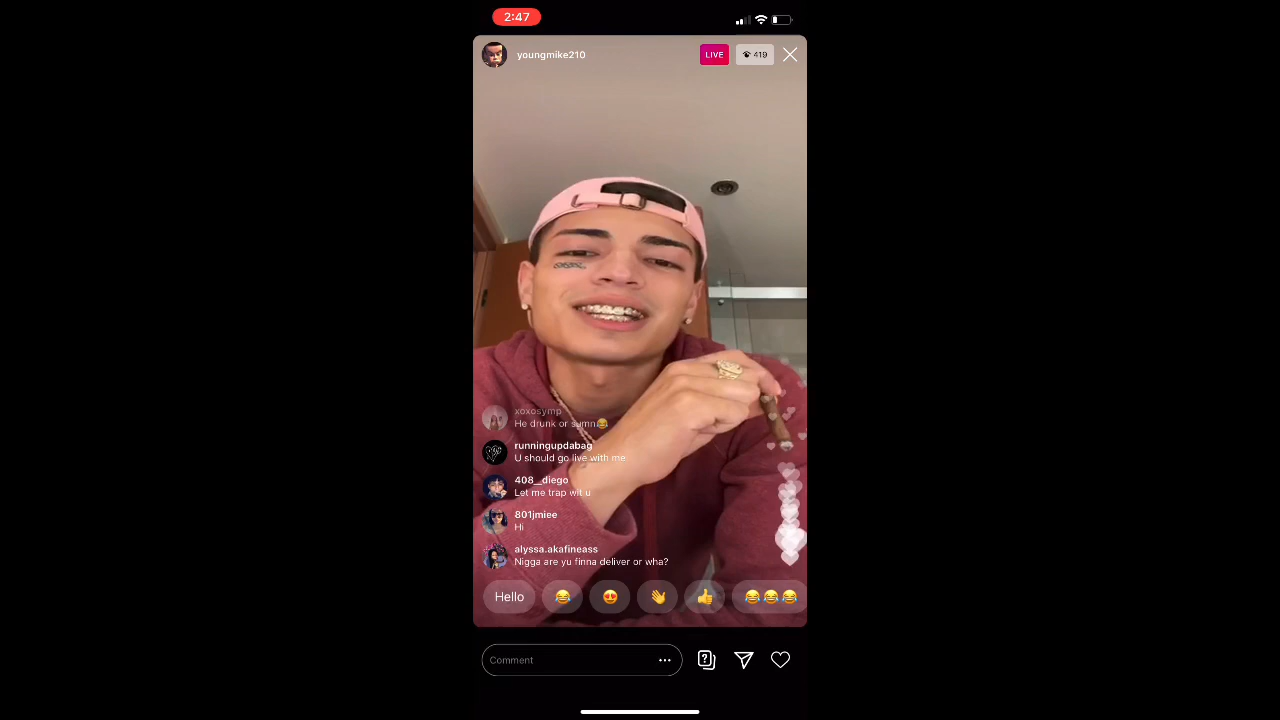 2:47
youngmike210
LIVE
419
xoxosymp
He drunk or sumn😂
runningupdabag
U should go live with me
408__diego
Let me trap wit u
801jmiee
Hi
alyssa.akafineass
Nigga are yu finna deliver or wha?
Hello 😂 😍 👋 👍 😂😂😂
Comment